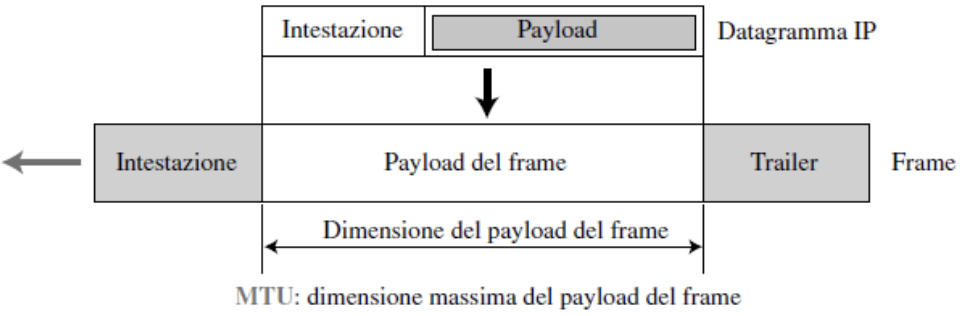 Intestazione Payload Datagramma IP
Intestazione Payload del frame Trailer Frame
Dimensione del payload del frame
MTU: dimensione massima del payload del frame